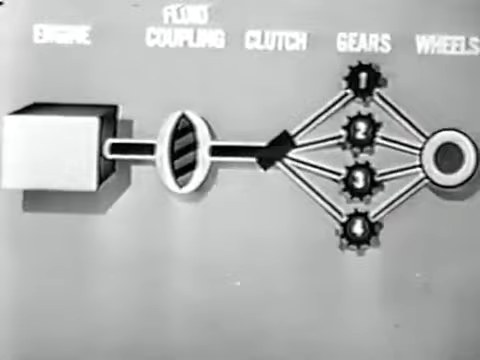 ENGINE
FLUID
COUPLING
CLUTCH
GEARS
WHEELS
1
2
3
4